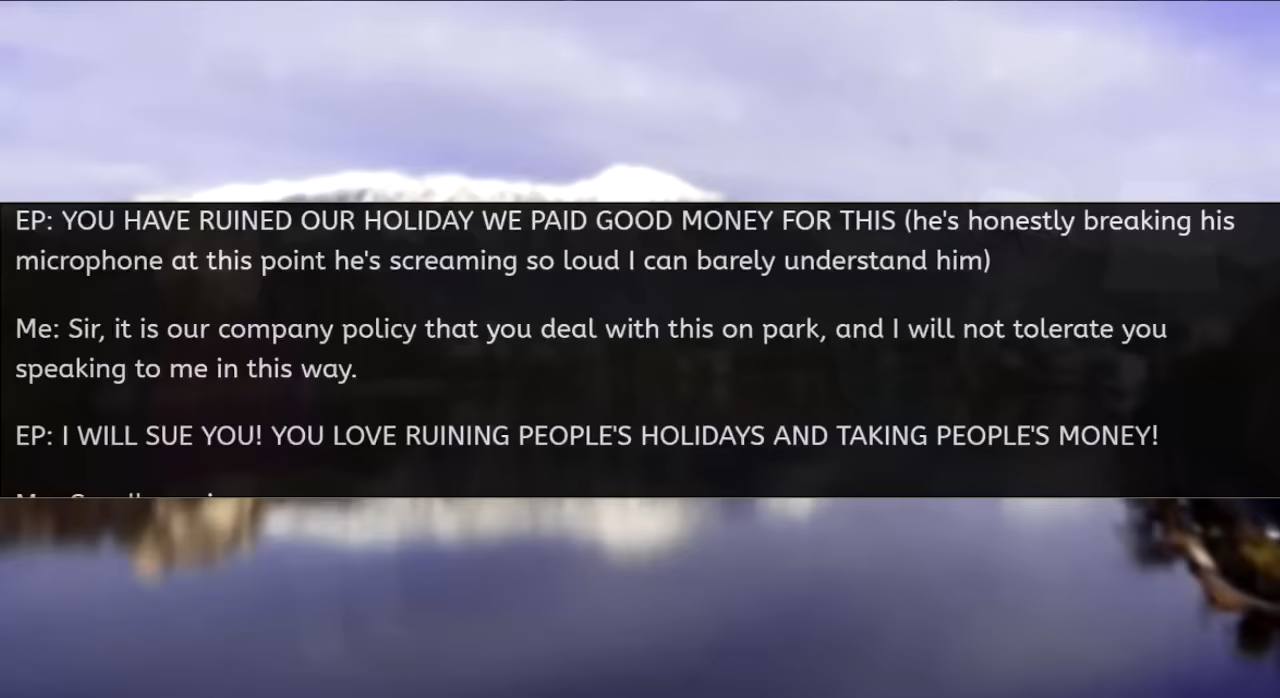 EP: YOU HAVE RUINED OUR HOLIDAY WE PAID GOOD MONEY FOR THIS (he's honestly breaking his
microphone at this point he's screaming so loud I can barely understand him)
Me: Sir, it is our company policy that you deal with this on park, and I will not tolerate you
speaking to me in this way.
EP: I WILL SUE YOU! YOU LOVE RUINING PEOPLE'S HOLIDAYS AND TAKING PEOPLE'S MONEY!